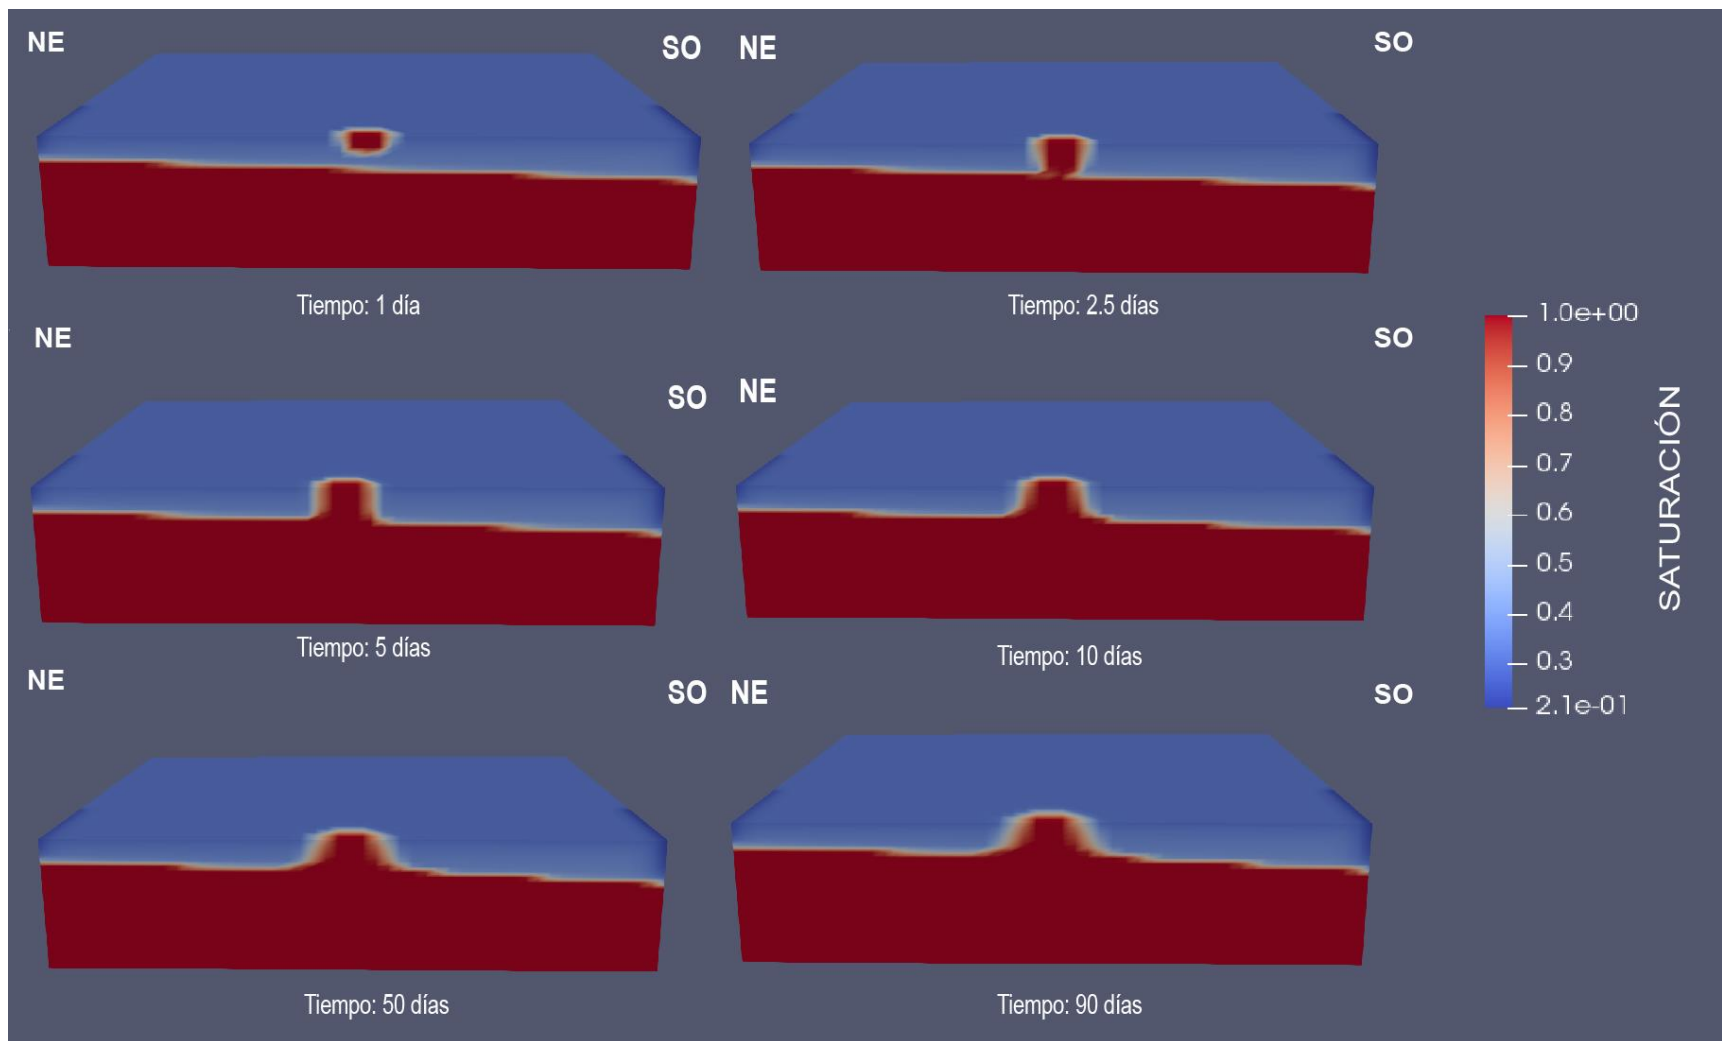 NE
SO
NE
SO
Tiempo: 1 día
Tiempo: 2.5 días
NE
SO
SO
NE
Tiempo: 5 días
Tiempo: 10 días
NE
SO
NE
SO
Tiempo: 50 días
Tiempo: 90 días
1.0e+00
0.9
0.8
0.7
0.6
0.5
0.4
0.3
2.1e-01
SATURACIÓN